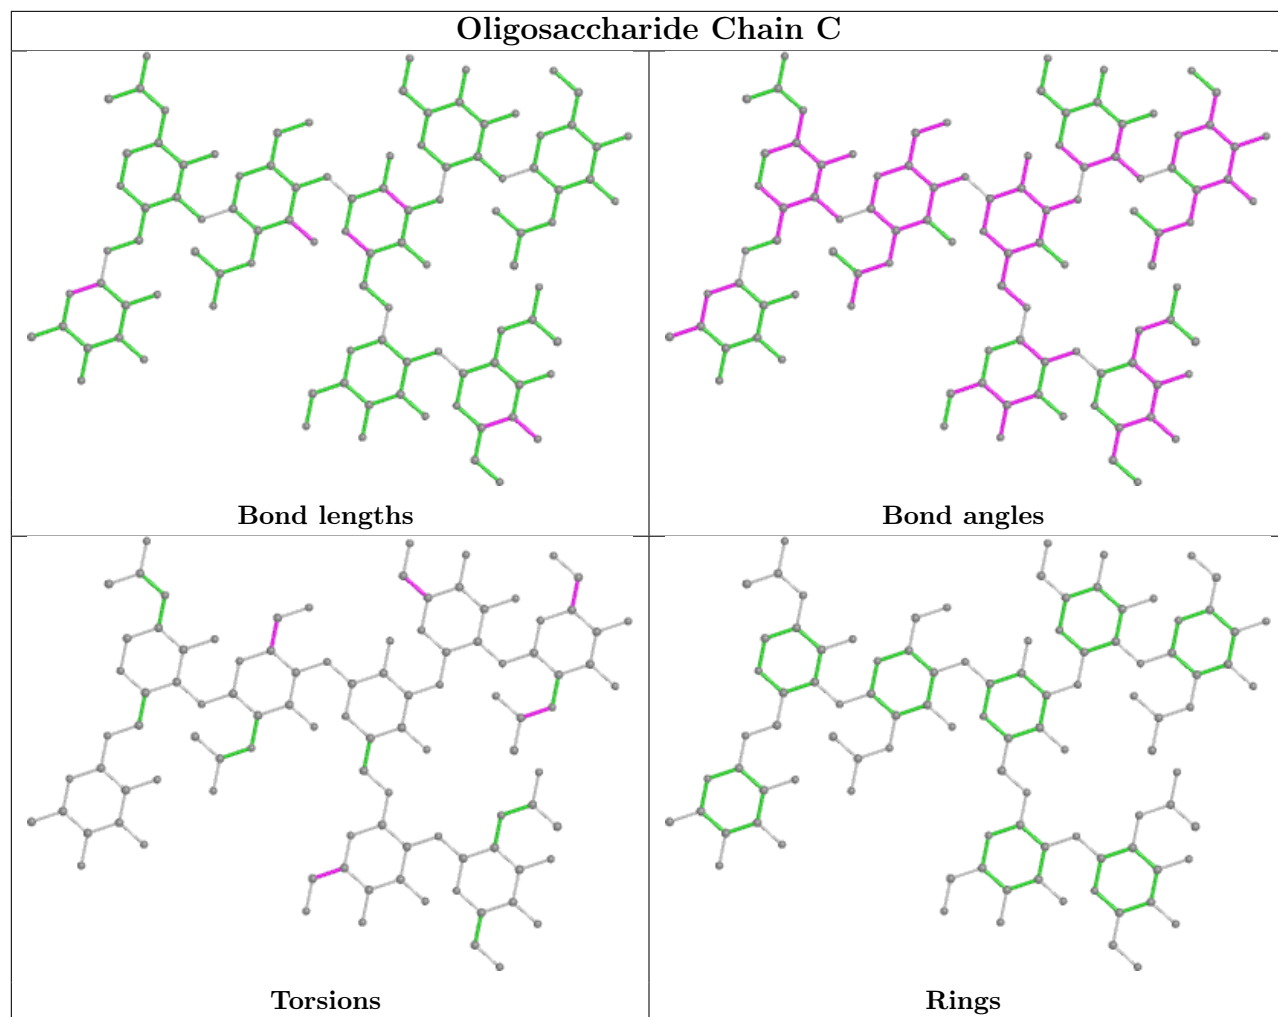 Oligosaccharide Chain C
Bond lengths
Bond angles
Torsions
Rings